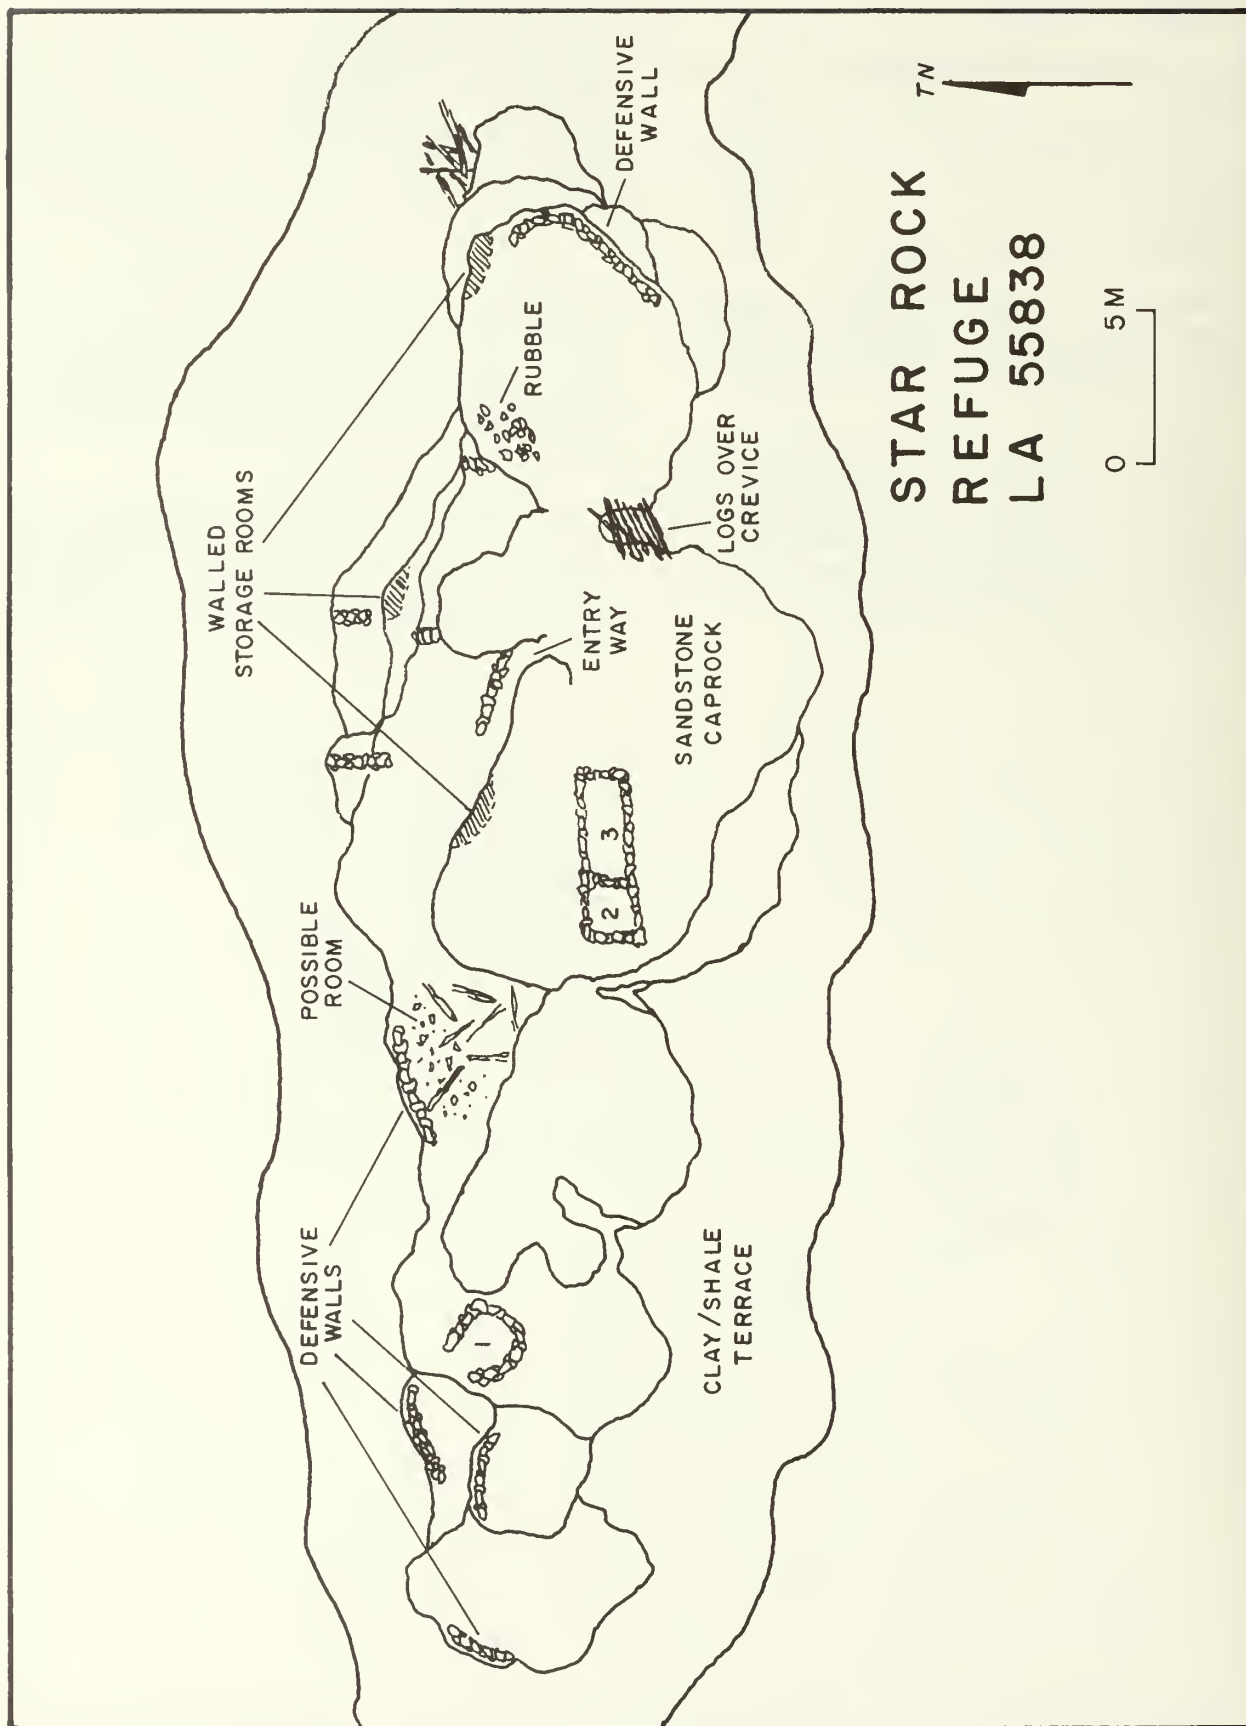 WALLED
STORAGE ROOMS
DEFENSIVE
WALLS
POSSIBLE
ROOM
DEFENSIVE
WALL
RUBBLE
ENTRY
WAY
LOGS OVER
CREVICE
SANDSTONE
CAPROCK
1
2
3
CLAY/SHALE
TERRACE
STAR ROCK
REFUGE
LA 55838
TN
0 5M